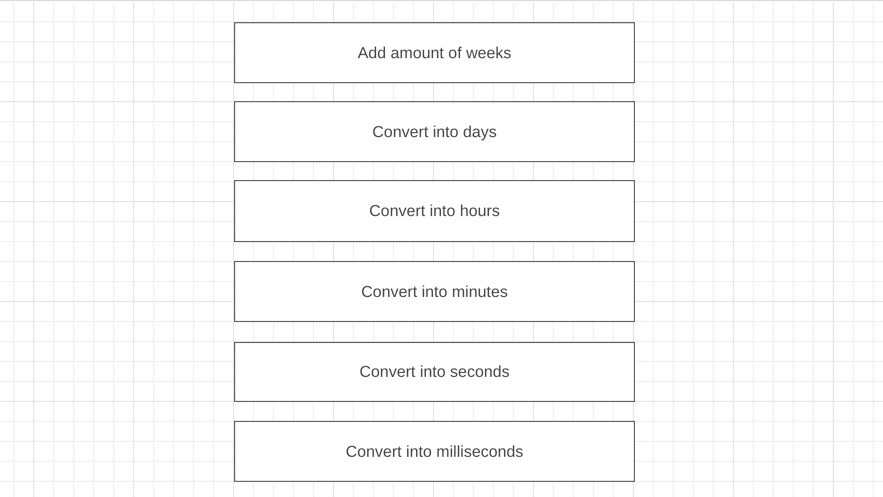 Add amount of weeks
Convert into days
Convert into hours
Convert into minutes
Convert into seconds
Convert into milliseconds